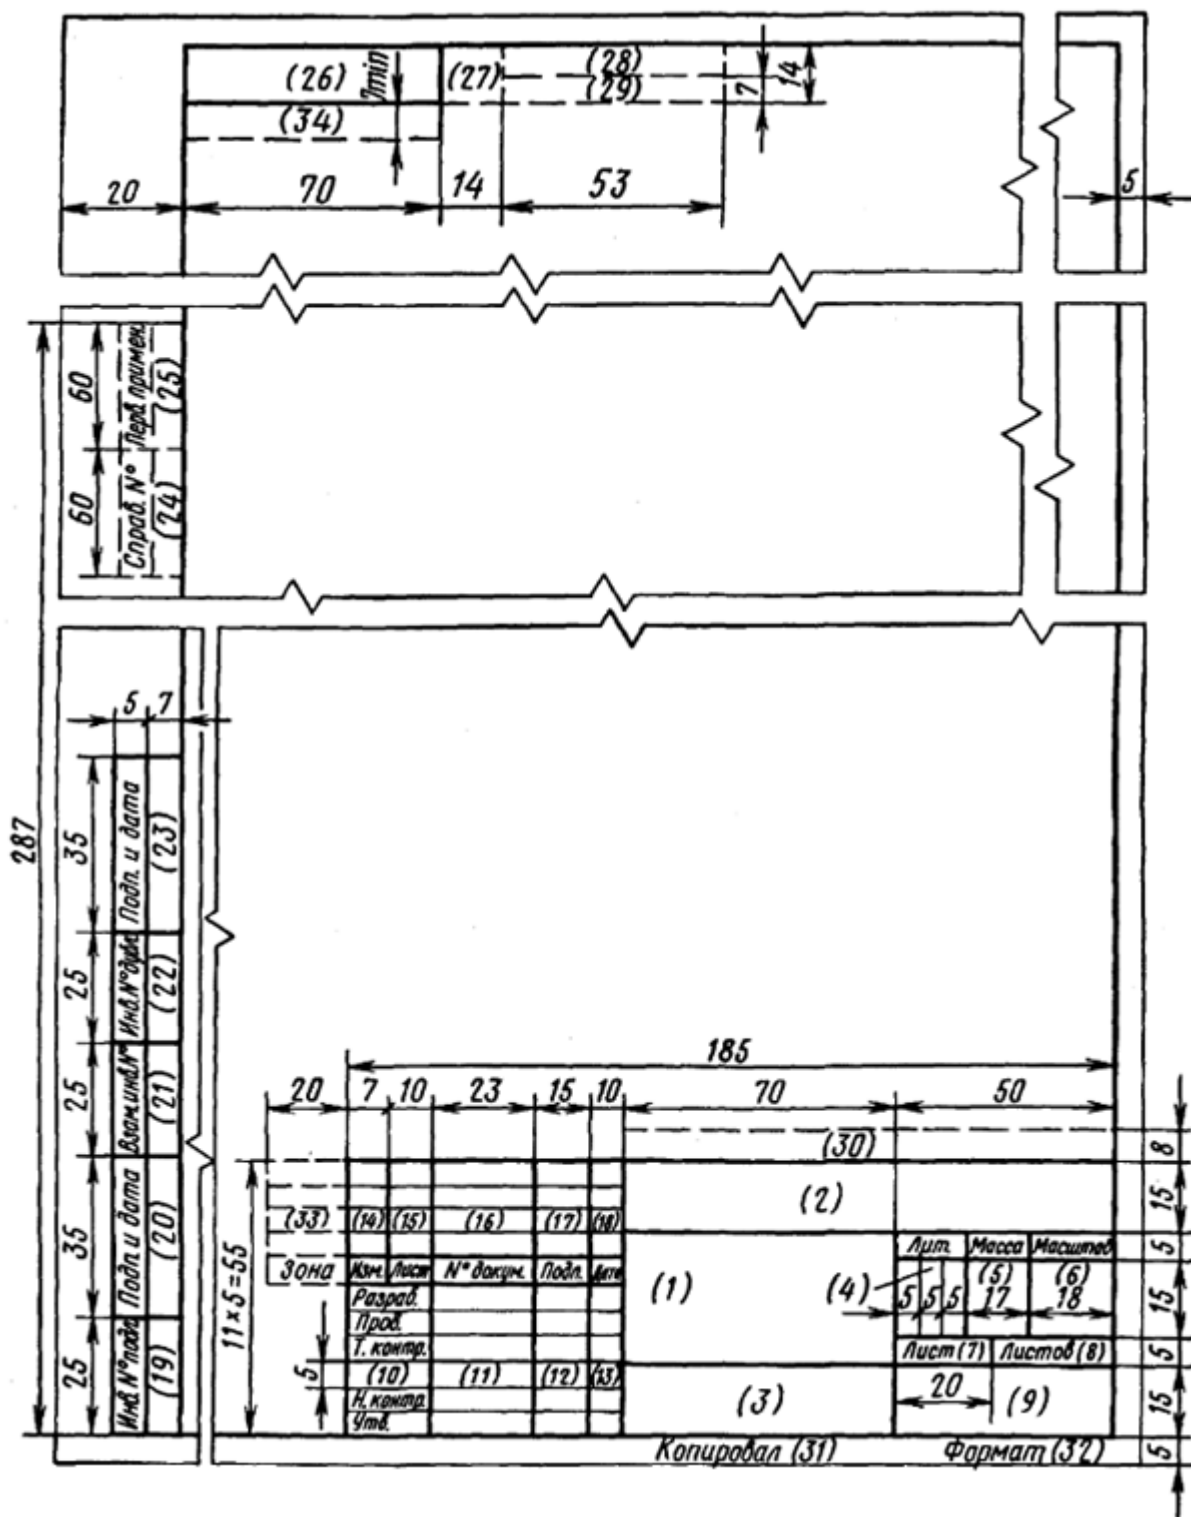 (26)
7min
(27)
(28)
(29)
7
14
(34)
20
70
14
53
5
287
60
Перв. примен.
(25)
60
Справ. №
(24)
5 7
35
Подп. и дата
(23)
25
Инв. № дубл.
(22)
25
Взам. инв. №
(21)
35
Подп. и дата
(20)
25
Инв. № подл.
(19)
185
20 7 10 23 15 10 70 50
(30)
8
(2)
15
(33) (14) (15) (16) (17) (18)
Лит. Масса Масштаб
5
Зона Изм. Лист № докум. Подп. Дата
11×5=55
(1)
(4)
(5)
(6)
5 5 5 17 18
15
Разраб.
Пров.
Т. контр.
Лист (7) Листов (8)
5
5
(10) (11) (12) (13)
Н. контр.
Утв.
(3)
20
(9)
15
Копировал (31) Формат (32)
5